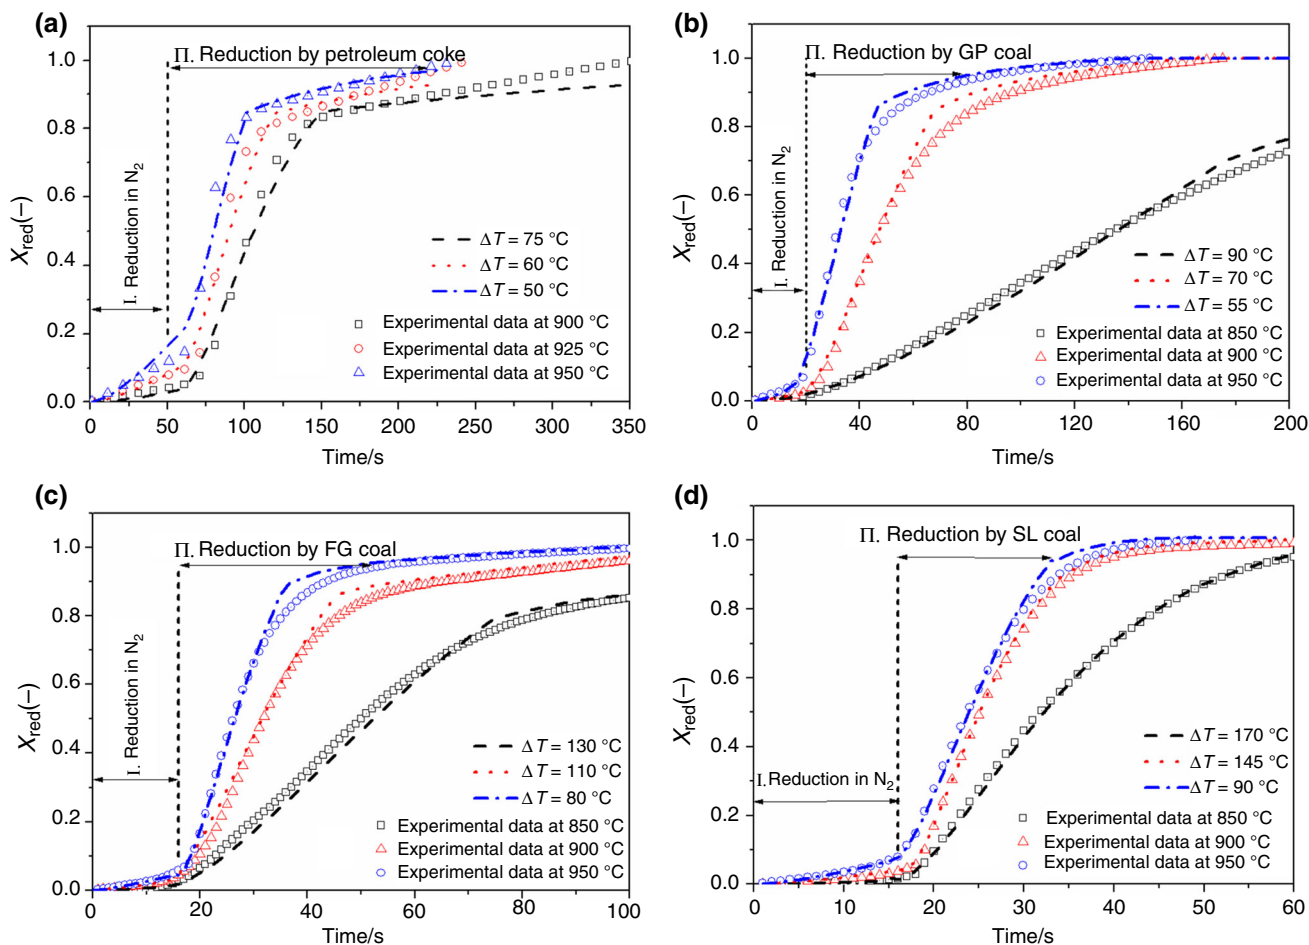 (a)
Π. Reduction by petroleum coke
I. Reduction in N₂
ΔT = 75 °C
ΔT = 60 °C
ΔT = 50 °C
Experimental data at 900 °C
Experimental data at 925 °C
Experimental data at 950 °C
X_red(–)
1.0
0.8
0.6
0.4
0.2
0.0
0 50 100 150 200 250 300 350
Time/s
(b)
Π. Reduction by GP coal
I. Reduction in N₂
ΔT = 90 °C
ΔT = 70 °C
ΔT = 55 °C
Experimental data at 850 °C
Experimental data at 900 °C
Experimental data at 950 °C
X_red(–)
1.0
0.8
0.6
0.4
0.2
0.0
0 40 80 120 160 200
Time/s
(c)
Π. Reduction by FG coal
I. Reduction in N₂
ΔT = 130 °C
ΔT = 110 °C
ΔT = 80 °C
Experimental data at 850 °C
Experimental data at 900 °C
Experimental data at 950 °C
X_red(–)
1.0
0.8
0.6
0.4
0.2
0.0
0 20 40 60 80 100
Time/s
(d)
Π. Reduction by SL coal
I.Reduction in N₂
ΔT = 170 °C
ΔT = 145 °C
ΔT = 90 °C
Experimental data at 850 °C
Experimental data at 900 °C
Experimental data at 950 °C
X_red(–)
1.0
0.8
0.6
0.4
0.2
0.0
0 10 20 30 40 50 60
Time/s